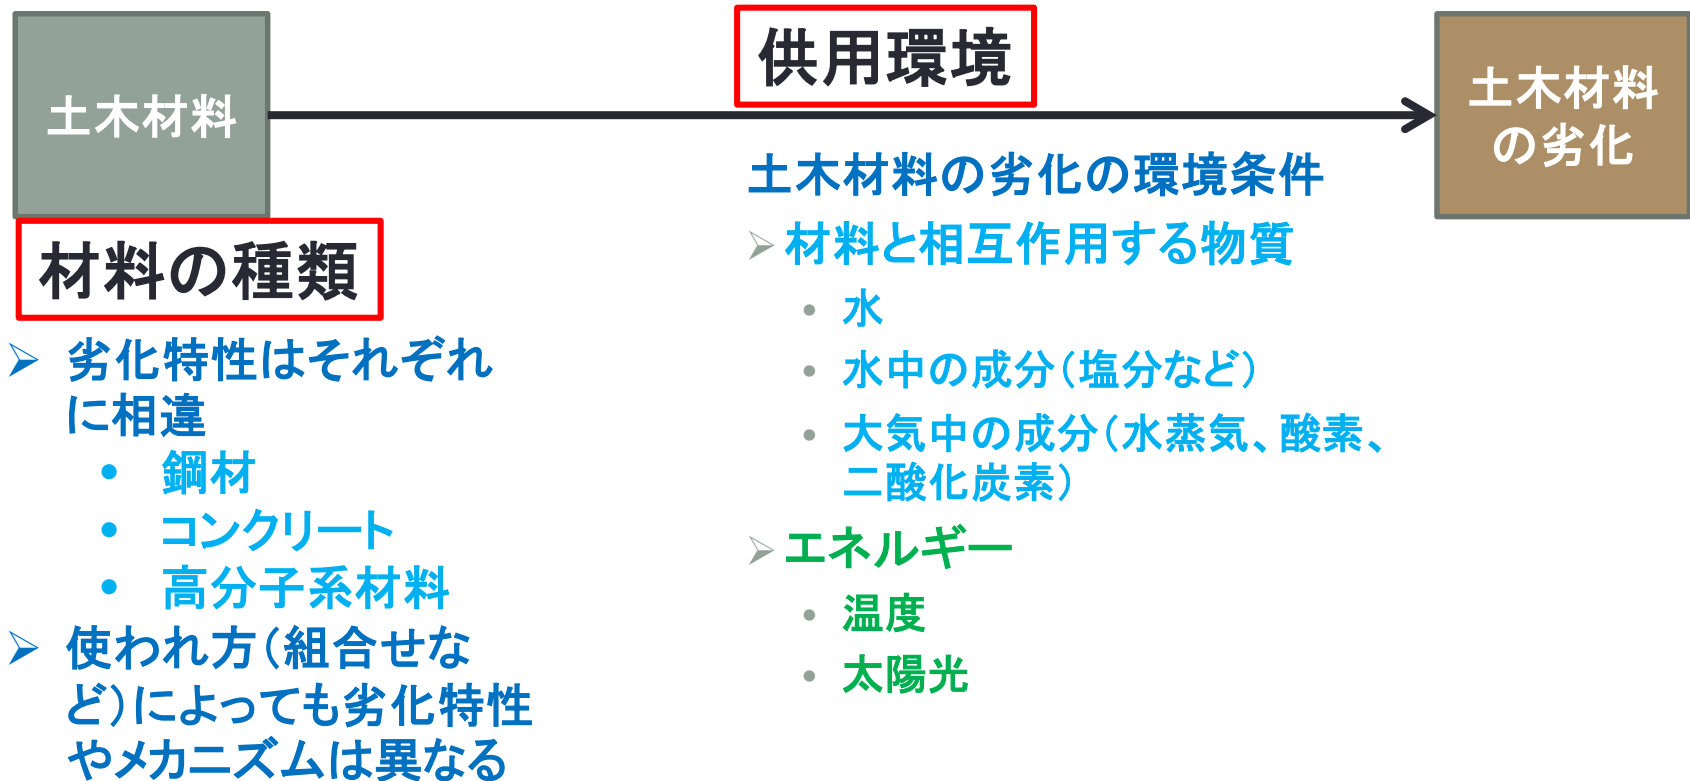 土木材料
材料の種類
劣化特性はそれぞれ
に相違
鋼材
コンクリート
高分子系材料
使われ方(組合せな
ど)によっても劣化特性
やメカニズムは異なる
供用環境
土木材料の劣化の環境条件
材料と相互作用する物質
水
水中の成分(塩分など)
大気中の成分(水蒸気、酸素、
二酸化炭素)
エネルギー
温度
太陽光
土木材料
の劣化